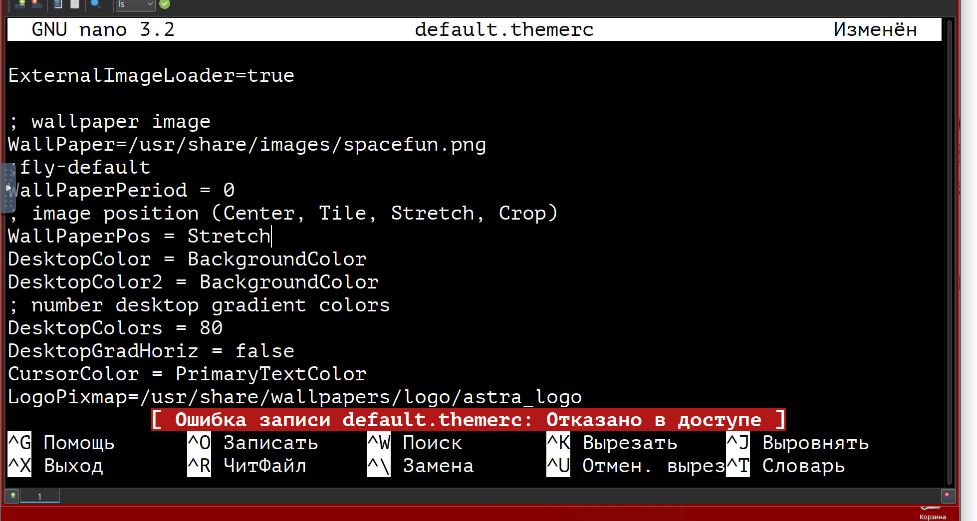 ls
GNU nano 3.2 default.themerc Изменён
ExternalImageLoader=true
; wallpaper image
WallPaper=/usr/share/images/spacefun.png
;fly-default
WallPaperPeriod = 0
; image position (Center, Tile, Stretch, Crop)
WallPaperPos = Stretch
DesktopColor = BackgroundColor
DesktopColor2 = BackgroundColor
; number desktop gradient colors
DesktopColors = 80
DesktopGradHoriz = false
CursorColor = PrimaryTextColor
LogoPixmap=/usr/share/wallpapers/logo/astra_logo
[ Ошибка записи default.themerc: Отказано в доступе ]
^G Помощь ^O Записать ^W Поиск ^K Вырезать ^J Выровнять
^X Выход ^R ЧитФайл ^\ Замена ^U Отмен. вырез ^T Словарь
1
Корзина